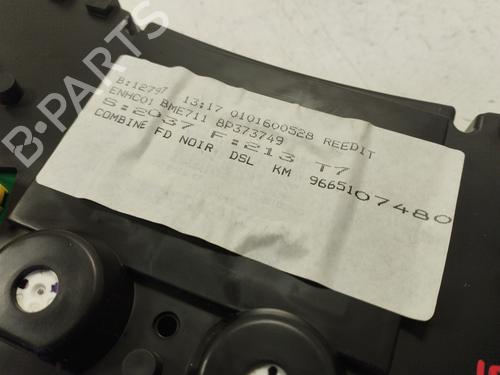 B:12797 13:17 0101600528 REEDIT
ENHC01 BME711 8P373749
S:2037 F:213 T7
COMBINE FD NOIR DSL KM 9665107480
B-PARTS